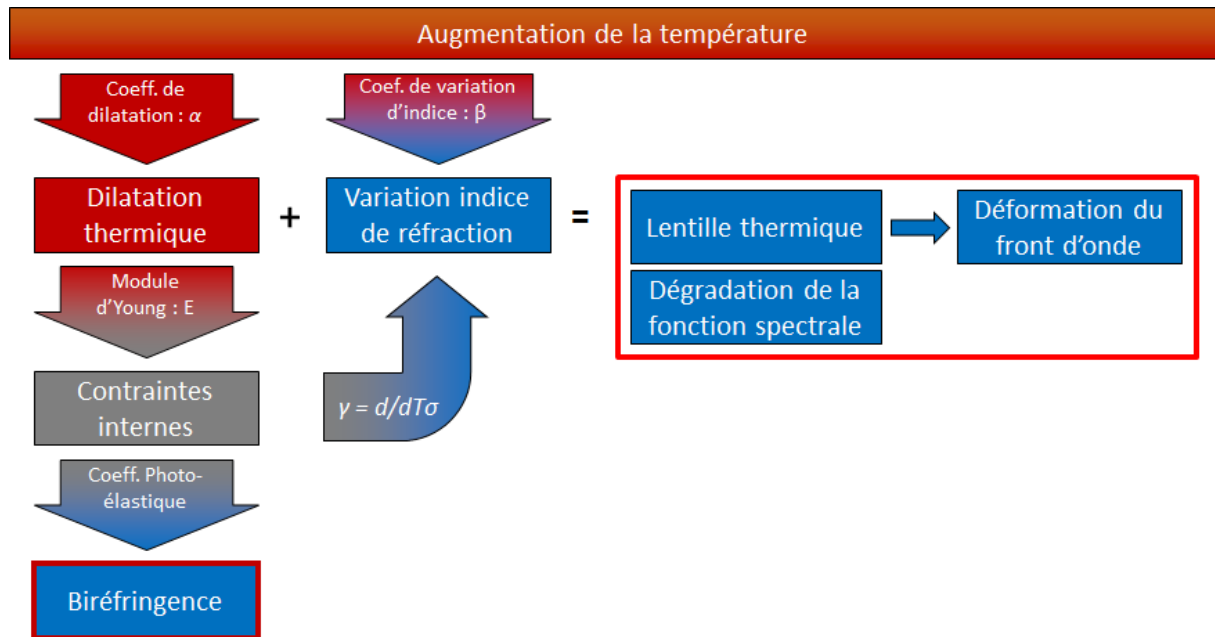 Augmentation de la température
Coeff. de
dilatation : α
Coef. de variation
d'indice : β
Dilatation
thermique
+
Variation indice
de réfraction
=
Lentille thermique
Déformation du
front d'onde
Dégradation de la
fonction spectrale
Module
d'Young : E
Contraintes
internes
γ = d/dTσ
Coeff. Photo-
élastique
Biréfringence